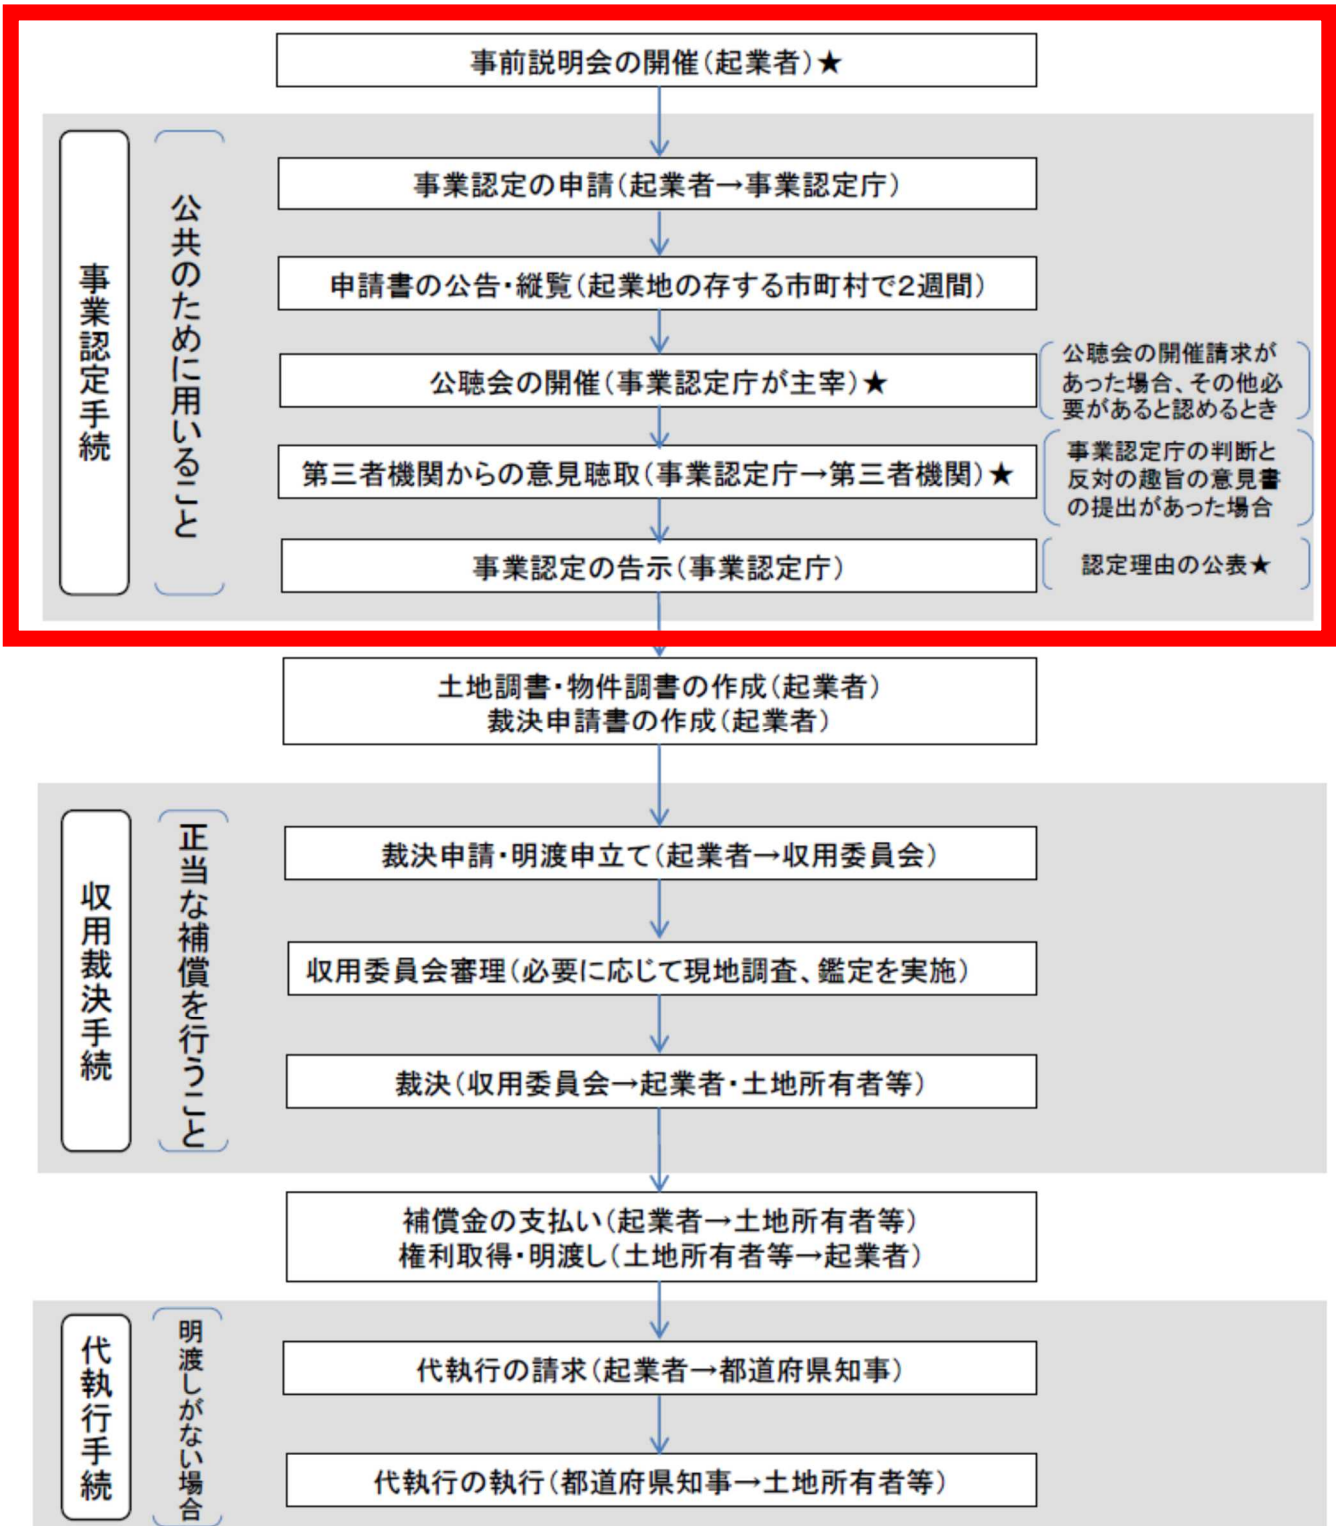 事前説明会の開催(起業者)★
事業認定手続
公共のために用いること
事業認定の申請(起業者→事業認定庁)
申請書の公告・縦覧(起業地の存する市町村で2週間)
公聴会の開催(事業認定庁が主宰)★
公聴会の開催請求が
あった場合、その他必
要があると認めるとき
第三者機関からの意見聴取(事業認定庁→第三者機関)★
事業認定庁の判断と
反対の趣旨の意見書
の提出があった場合
事業認定の告示(事業認定庁)
認定理由の公表★
土地調書・物件調書の作成(起業者)
裁決申請書の作成(起業者)
収用裁決手続
正当な補償を行うこと
裁決申請・明渡申立て(起業者→収用委員会)
収用委員会審理(必要に応じて現地調査、鑑定を実施)
裁決(収用委員会→起業者・土地所有者等)
補償金の支払い(起業者→土地所有者等)
権利取得・明渡し(土地所有者等→起業者)
代執行手続
明渡しがない場合
代執行の請求(起業者→都道府県知事)
代執行の執行(都道府県知事→土地所有者等)